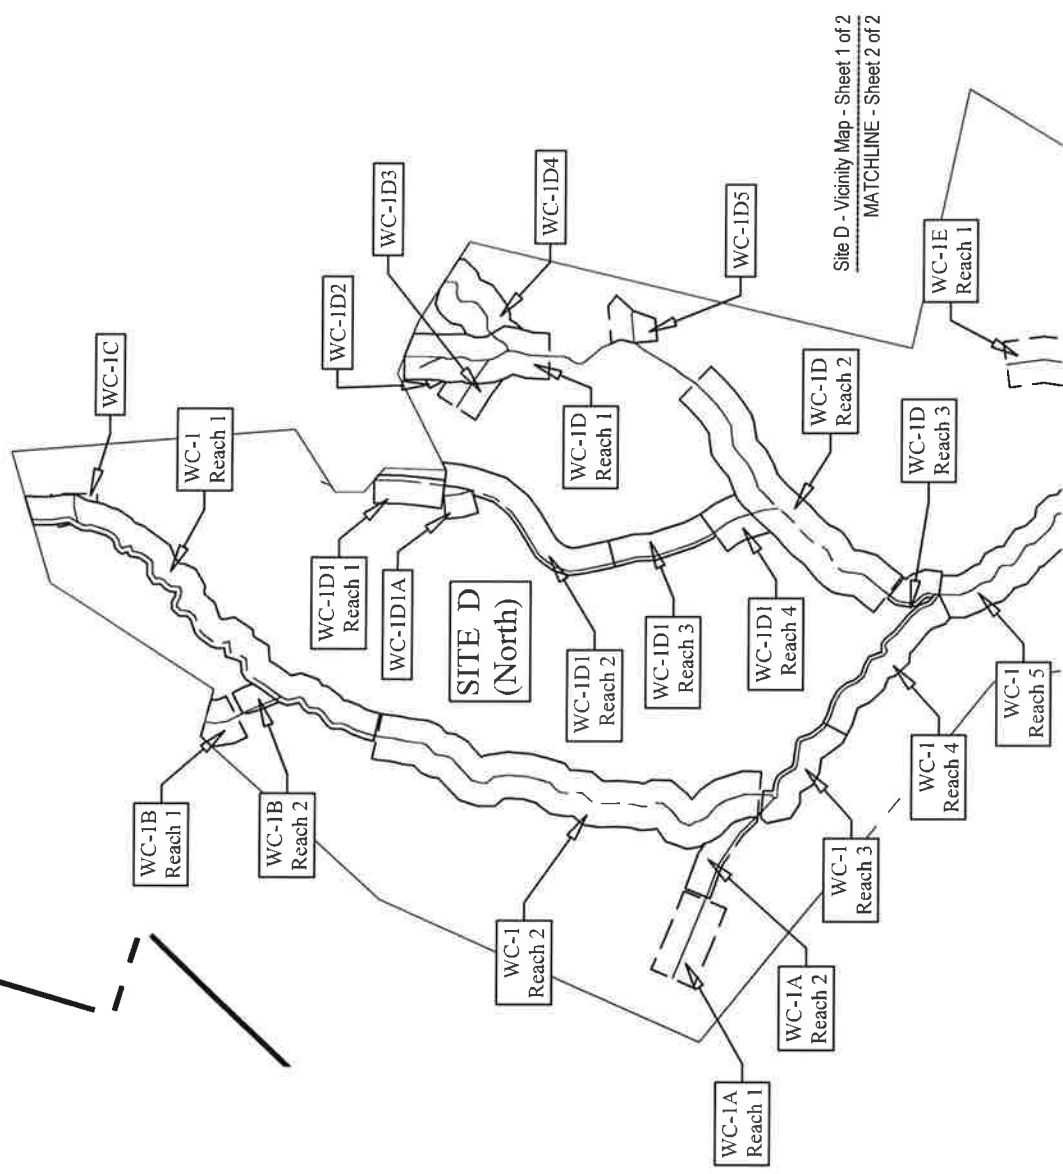 Site D - Vicinity Map - Sheet 1 of 2
MATCHLINE - Sheet 2 of 2
WC-1C
WC-1
Reach 1
WC-1D2
WC-1D3
WC-1D4
WC-1D5
WC-1E
Reach 1
WC-1D
Reach 1
WC-1D
Reach 2
WC-1D
Reach 3
WC-1D1
Reach 1
WC-1D1A
SITE D
(North)
WC-1D1
Reach 2
WC-1D1
Reach 3
WC-1D1
Reach 4
WC-1B
Reach 1
WC-1B
Reach 2
WC-1
Reach 2
WC-1
Reach 3
WC-1
Reach 4
WC-1
Reach 5
WC-1A
Reach 2
WC-1A
Reach 1